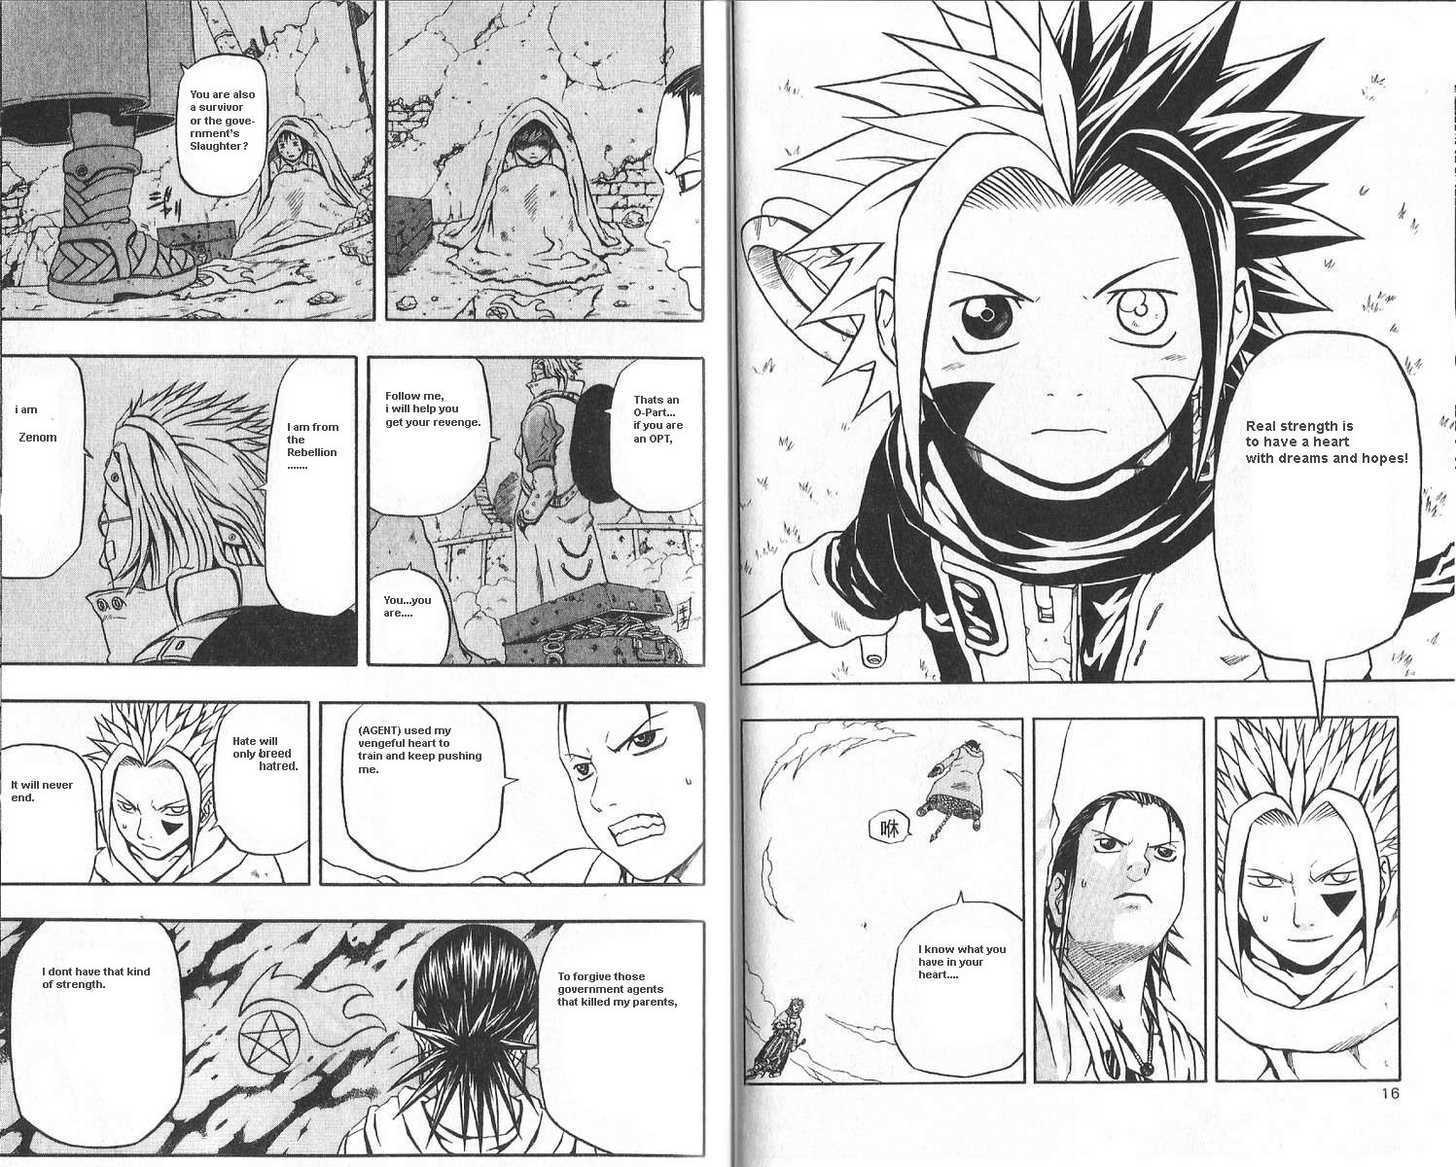 Real strength is
to have a heart
with dreams and hopes!
咻
I know what you
have in your
heart....
16
You are also
a survivor
or the gove-
rnment's
Slaughter?
Thats an
O-Part...
if you are
an OPT,
Follow me,
i will help you
get your revenge.
You...you
are....
I am from
the
Rebellion
.......
i am
Zenom
(AGENT) used my
vengeful heart to
train and keep pushing
me.
Hate will
only breed
hatred.
It will never
end.
To forgive those
government agents
that killed my parents,
I dont have that kind
of strength.